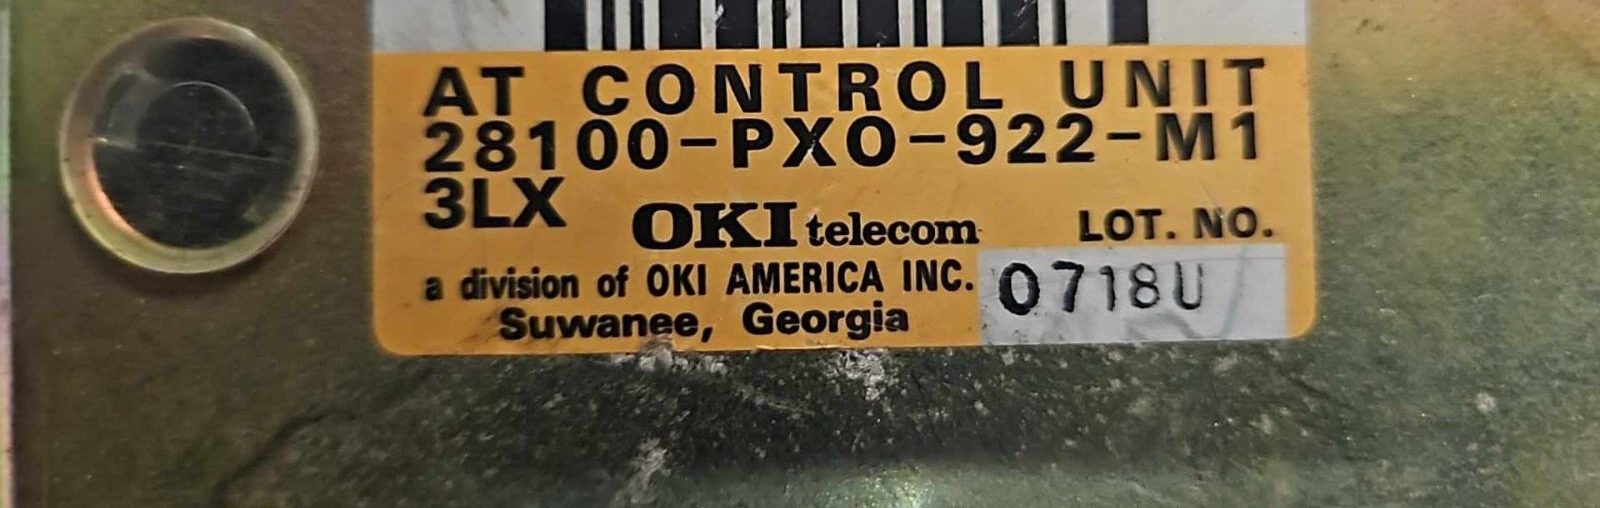 AT CONTROL UNIT
28100-PX0-922-M1
3LX
OKI telecom LOT. NO.
a division of OKI AMERICA INC. 0718U
Suwanee, Georgia